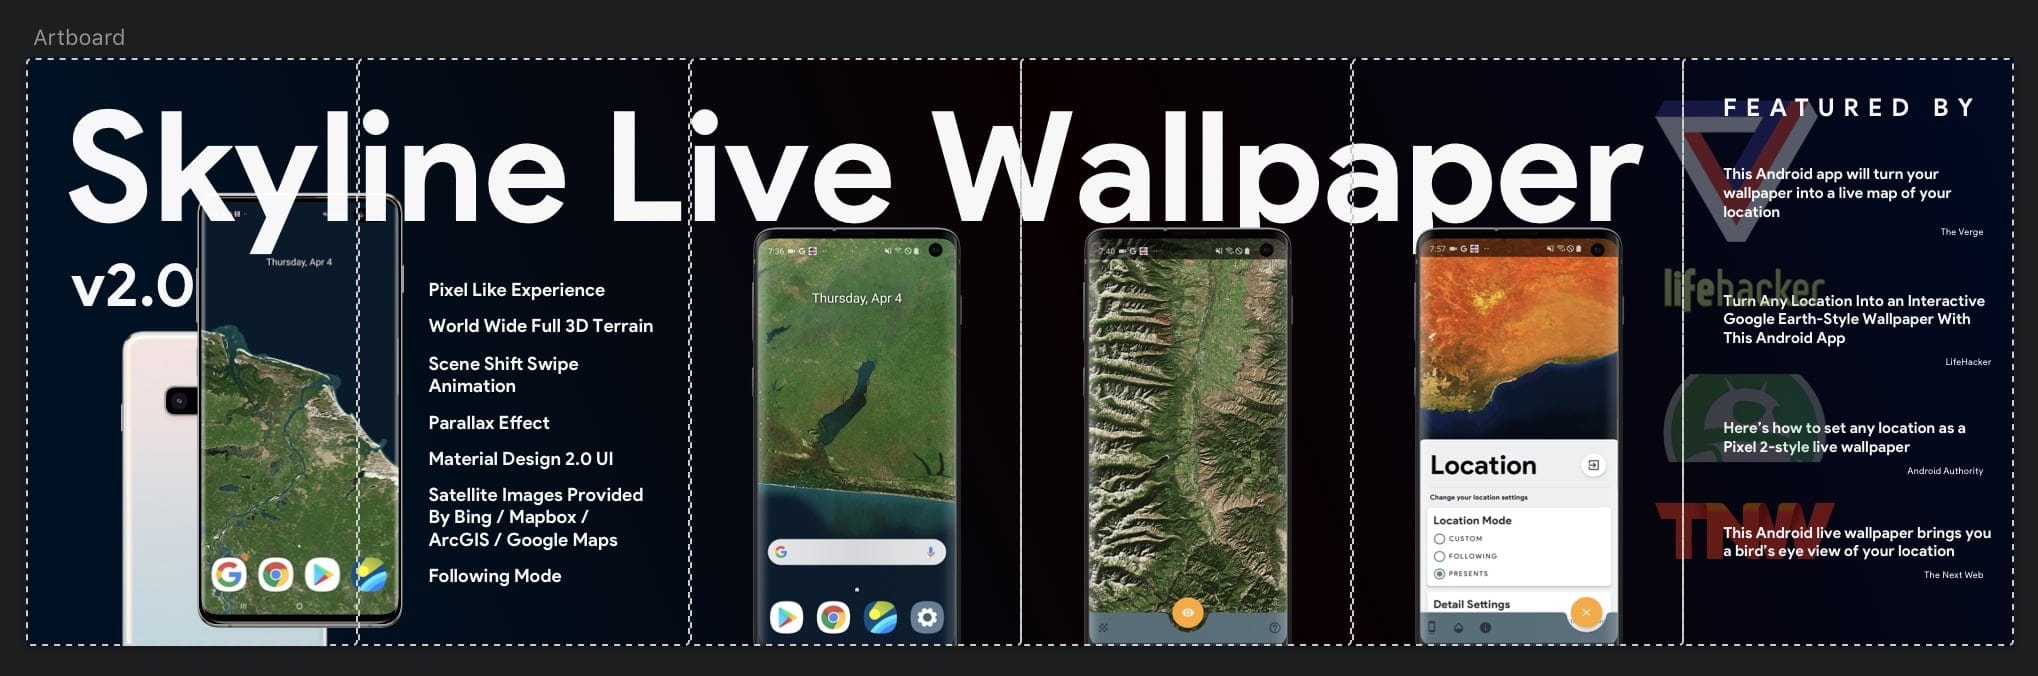 Artboard
Skyline Live Wallpaper
v2.0
Thursday, Apr 4
Pixel Like Experience
World Wide Full 3D Terrain
Scene Shift Swipe
Animation
Parallax Effect
Material Design 2.0 UI
Satellite Images Provided
By Bing / Mapbox /
ArcGIS / Google Maps
Following Mode
7:36
Thursday, Apr 4
7:40
7:57
Location
Change your location settings
Location Mode
CUSTOM
FOLLOWING
PRESENTS
Detail Settings
FEATURED BY
This Android app will turn your
wallpaper into a live map of your
location
The Verge
lifehacker
Turn Any Location Into an Interactive
Google Earth-Style Wallpaper With
This Android App
LifeHacker
Here's how to set any location as a
Pixel 2-style live wallpaper
Android Authority
TNW
This Android live wallpaper brings you
a bird's eye view of your location
The Next Web